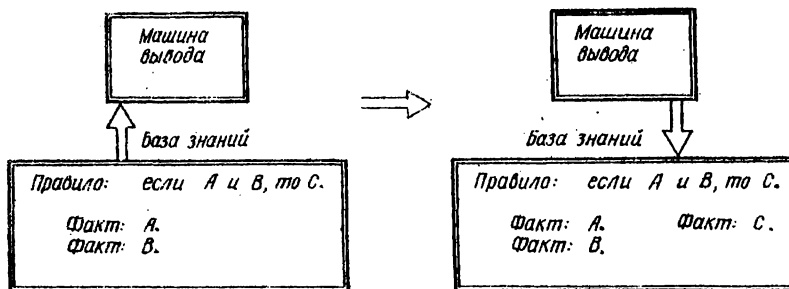 Машина
вывода
База знаний
Правило: если А и В, то С.
Факт: А.
Факт: В.
Машина
вывода
База знаний
Правило: если А и В, то С.
Факт: А. Факт: С.
Факт: В.